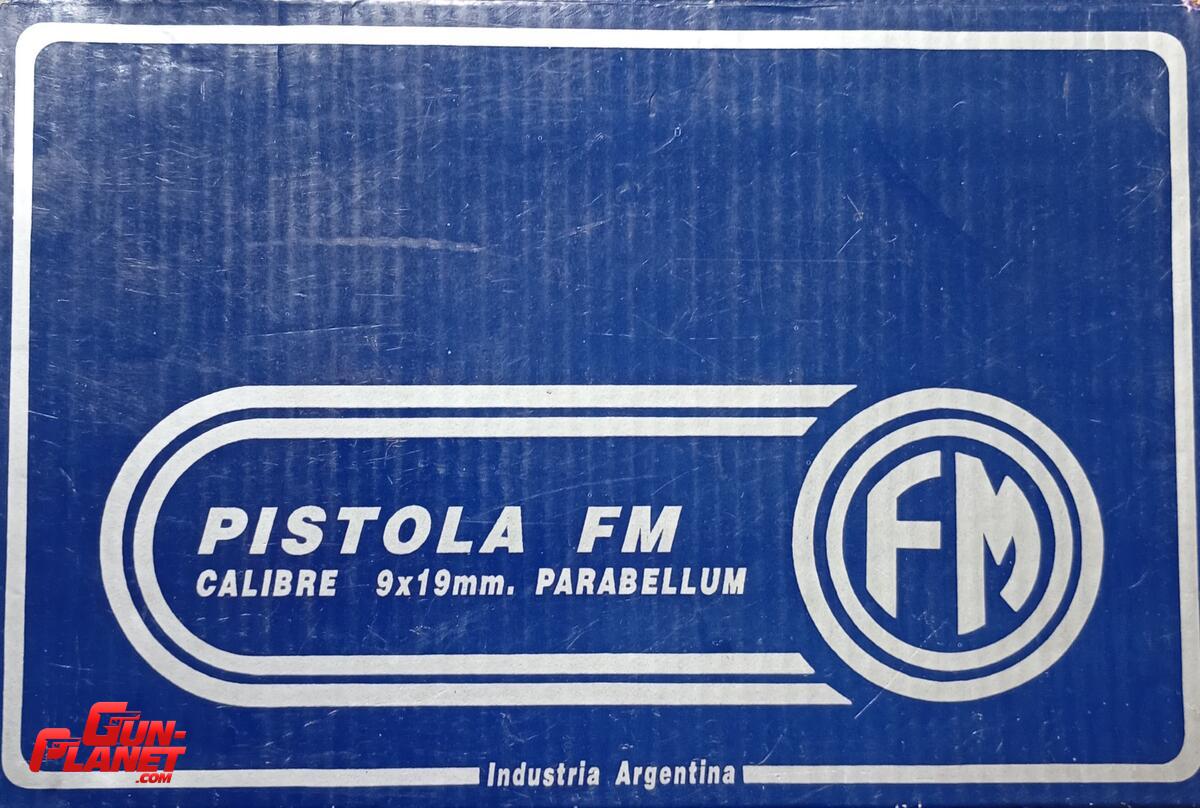 PISTOLA FM
CALIBRE 9x19mm. PARABELLUM
FM
GUN-
PLANET
.COM
Industria Argentina